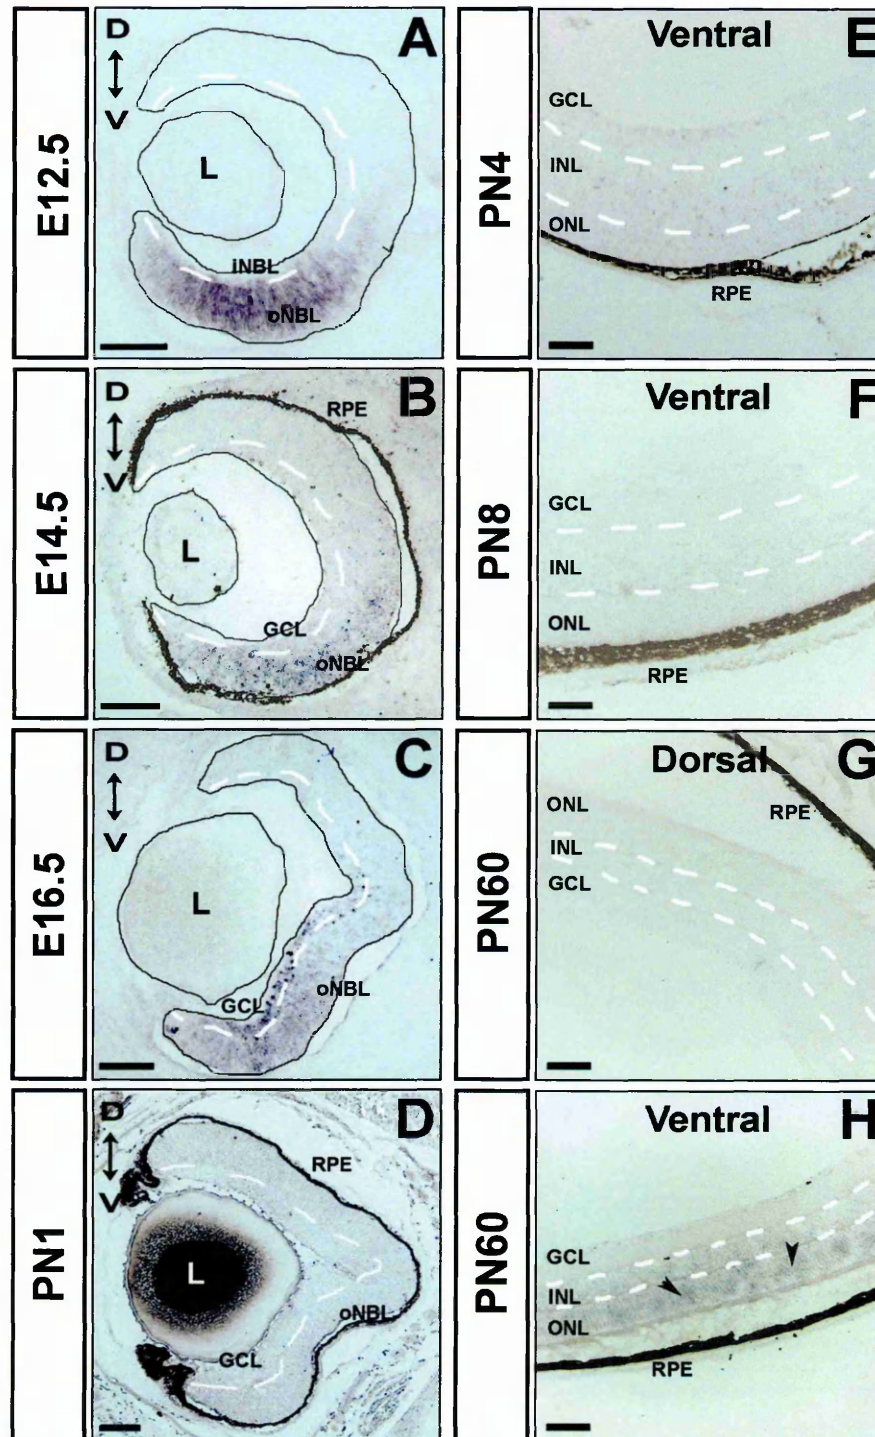 E12.5
D
V
A
L
iNBL
oNBL
E14.5
D
V
B
RPE
L
GCL
oNBL
E16.5
D
V
C
L
GCL
oNBL
PN1
D
V
D
RPE
L
oNBL
GCL
PN4
Ventral
E
GCL
INL
ONL
RPE
PN8
Ventral
F
GCL
INL
ONL
RPE
PN60
Dorsal
G
ONL
RPE
INL
GCL
PN60
Ventral
H
GCL
INL
ONL
RPE